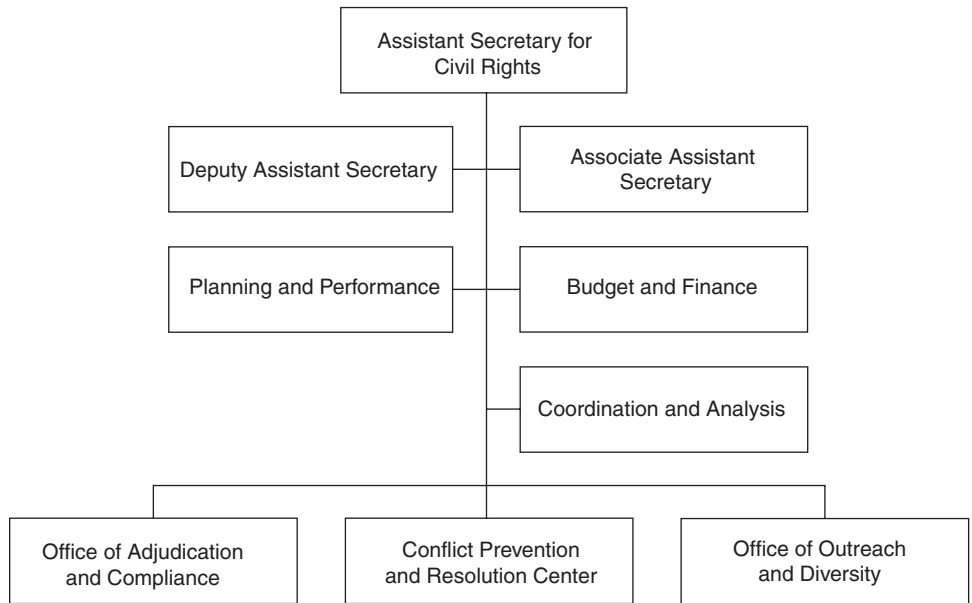 Assistant Secretary for
Civil Rights
Deputy Assistant Secretary
Associate Assistant
Secretary
Planning and Performance
Budget and Finance
Coordination and Analysis
Office of Adjudication
and Compliance
Conflict Prevention
and Resolution Center
Office of Outreach
and Diversity